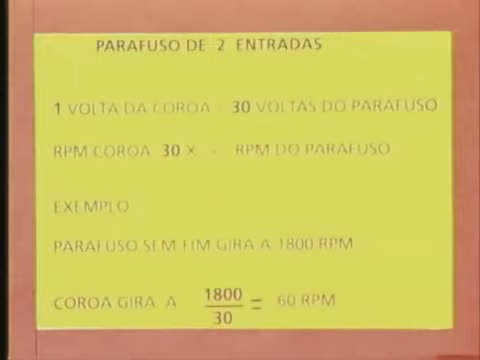 PARAFUSO DE 2 ENTRADAS
1 VOLTA DA COROA - 30 VOLTAS DO PARAFUSO
RPM COROA 30 × = RPM DO PARAFUSO
EXEMPLO
PARAFUSO SEM FIM GIRA A 1800 RPM
COROA GIRA A 1800/30 = 60 RPM